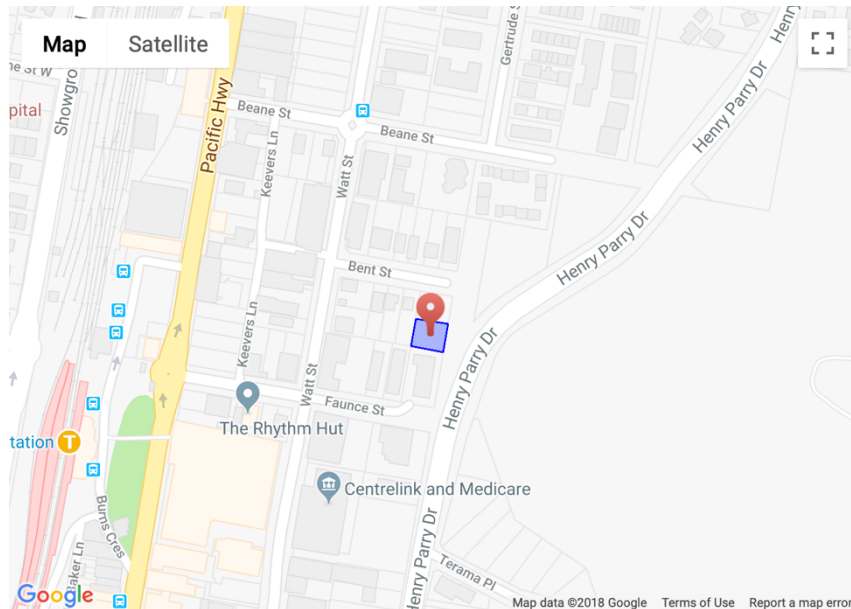 Map
Satellite
Henry
Gertrude S
Beane St W
Showgro
pital
Pacific Hwy
Beane St
Beane St
Henry Parry Dr
Keevers Ln
Watt St
Henry Parry Dr
Bent St
Keevers Ln
Watt St
Henry Parry Dr
Faunce St
The Rhythm Hut
tation
T
Centrelink and Medicare
Burns Cres
Baker Ln
Henry Parry Dr
Terama Pl
Google
Map data ©2018 Google
Terms of Use
Report a map error